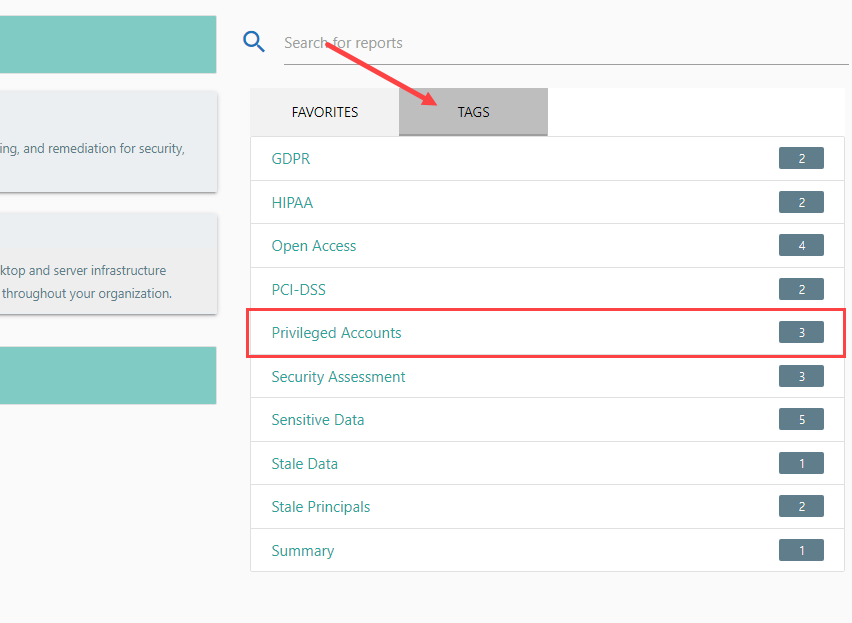 Search for reports
FAVORITES
TAGS
ing, and remediation for security,
ktop and server infrastructure
throughout your organization.
GDPR 2
HIPAA 2
Open Access 4
PCI-DSS 2
Privileged Accounts 3
Security Assessment 3
Sensitive Data 5
Stale Data 1
Stale Principals 2
Summary 1